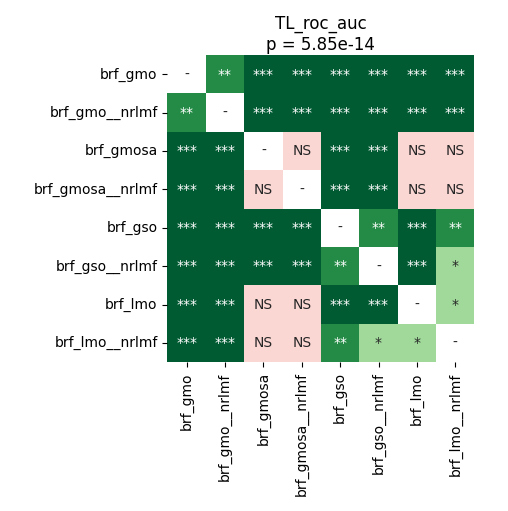 TL_roc_auc
p = 5.85e-14
brf_gmo - ** *** *** *** *** *** ***
brf_gmo__nrlmf ** - *** *** *** *** *** ***
brf_gmosa *** *** - NS *** *** NS NS
brf_gmosa__nrlmf *** *** NS - *** *** NS NS
brf_gso *** *** *** *** - ** *** **
brf_gso__nrlmf *** *** *** *** ** - *** *
brf_lmo *** *** NS NS *** *** - *
brf_lmo__nrlmf *** *** NS NS ** * * -
brf_gmo
brf_gmo__nrlmf
brf_gmosa
brf_gmosa__nrlmf
brf_gso
brf_gso__nrlmf
brf_lmo
brf_lmo__nrlmf